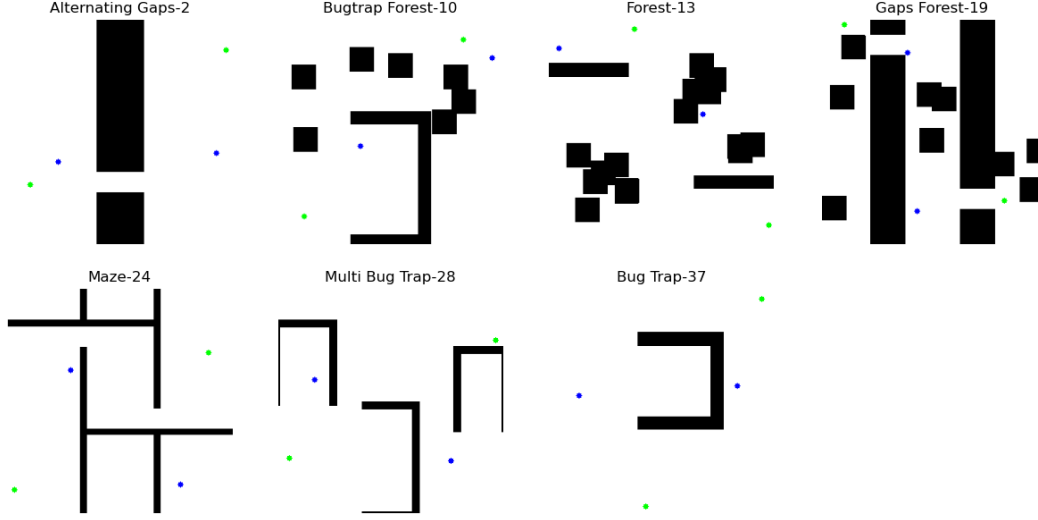 Alternating Gaps-2
Bugtrap Forest-10
Forest-13
Gaps Forest-19
Maze-24
Multi Bug Trap-28
Bug Trap-37